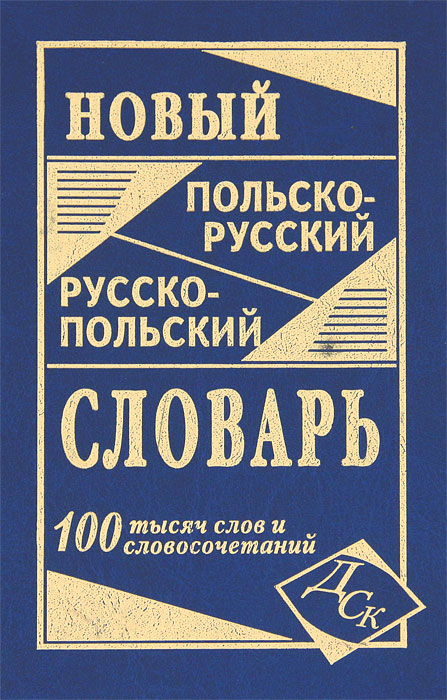 НОВЫЙ
ПОЛЬСКО-
РУССКИЙ
РУССКО-
ПОЛЬСКИЙ
СЛОВАРЬ
100 тысяч слов и
словосочетаний
ДСК